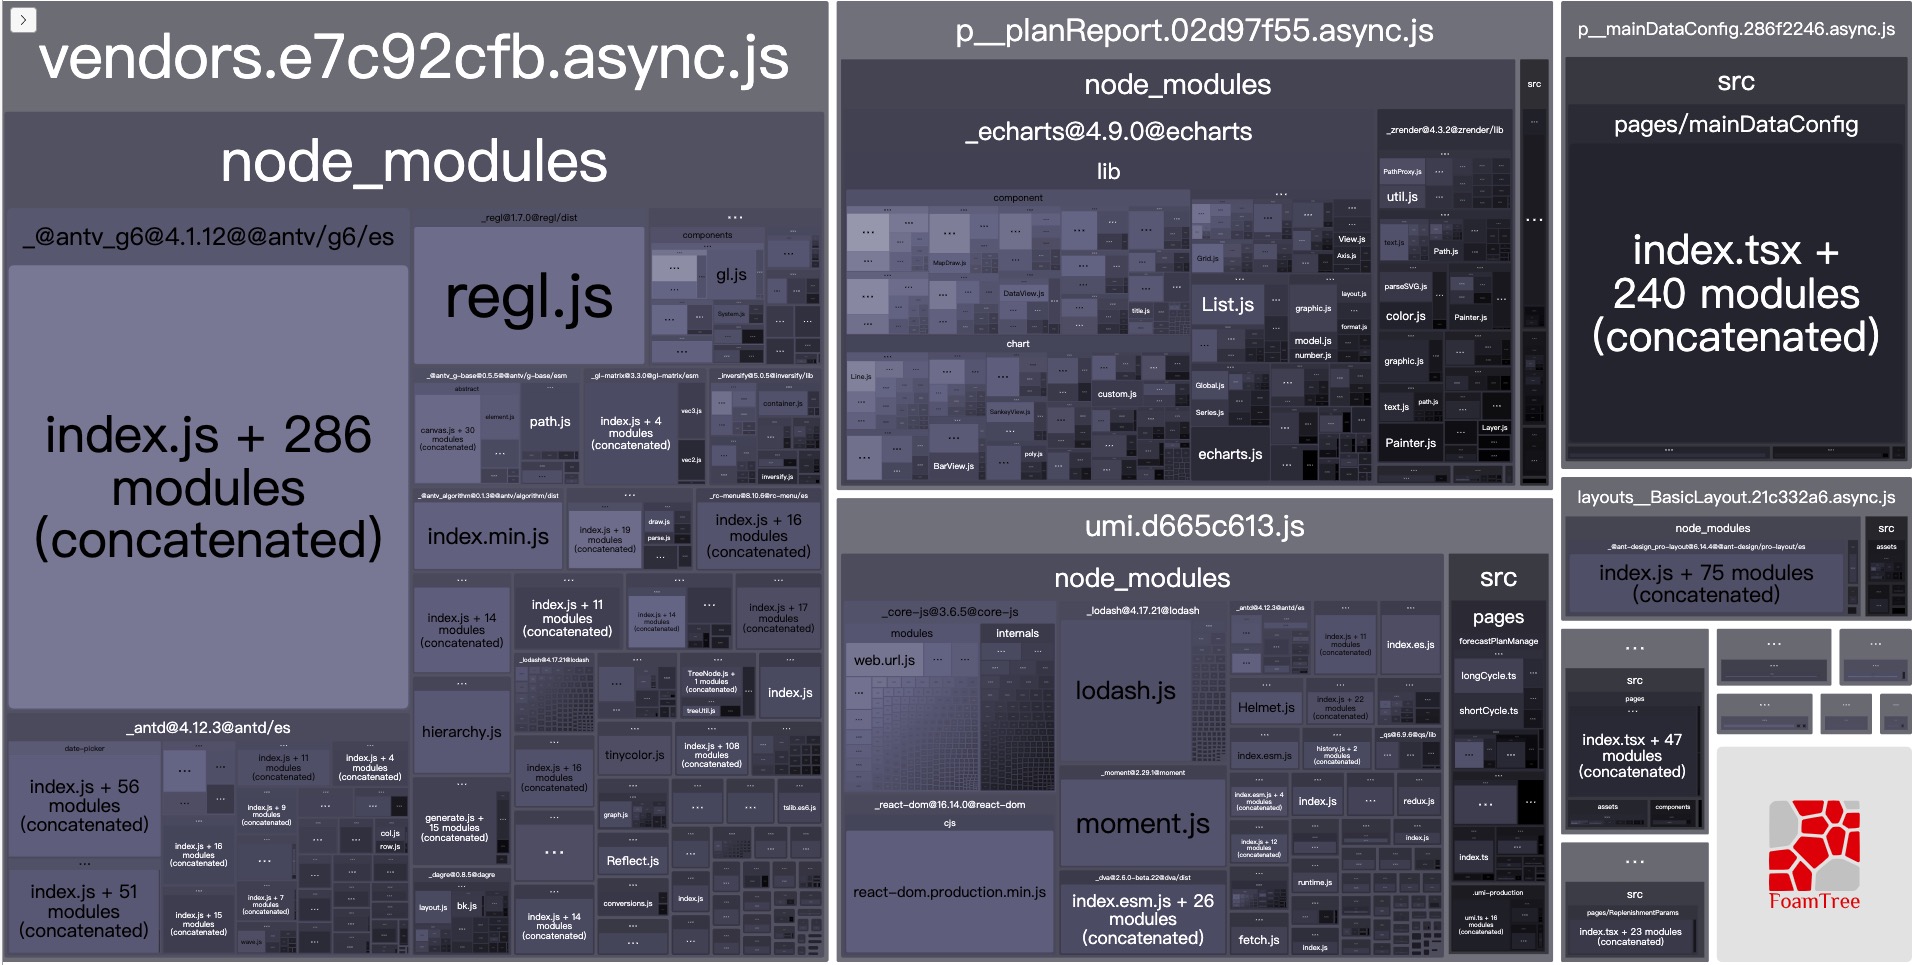 vendors.e7c92cfb.async.js
node_modules
_@antv_g6@4.1.12@@antv/g6/es
index.js + 286
modules
(concatenated)
_antd@4.12.3@antd/es
date-picker
index.js + 56
modules
(concatenated)
index.js + 51
modules
(concatenated)
index.js + 11
modules
(concatenated)
index.js + 4
modules
(concatenated)
index.js + 9
modules
(concatenated)
index.js + 16
modules
(concatenated)
col.js
row.js
index.js + 7
modules
(concatenated)
index.js + 15
modules
(concatenated)
wave.js
_regl@1.7.0@regl/dist
regl.js
components
gl.js
System.js
_@antv_g-base@0.5.5@@antv/g-base/esm
abstract
canvas.js + 30
modules
(concatenated)
element.js
path.js
_gl-matrix@3.3.0@gl-matrix/esm
index.js + 4
modules
(concatenated)
vec3.js
vec2.js
_inversify@5.0.5@inversify/lib
container.js
inversify.js
_@antv_algorithm@0.1.3@@antv/algorithm/dist
index.min.js
index.js + 19
modules
(concatenated)
draw.js
parse.js
_rc-menu@8.10.6@rc-menu/es
index.js + 16
modules
(concatenated)
index.js + 14
modules
(concatenated)
index.js + 11
modules
(concatenated)
index.js + 14
modules
(concatenated)
index.js + 17
modules
(concatenated)
_lodash@4.17.21@lodash
TreeNode.js +
1 modules
(concatenated)
treeUtil.js
index.js
hierarchy.js
index.js + 16
modules
(concatenated)
tinycolor.js
index.js + 108
modules
(concatenated)
generate.js +
15 modules
(concatenated)
graph.js
tslib.es6.js
Reflect.js
_dagre@0.8.5@dagre
layout.js
bk.js
index.js + 14
modules
(concatenated)
conversions.js
index.js
p__planReport.02d97f55.async.js
node_modules
src
_echarts@4.9.0@echarts
lib
component
MapDraw.js
DataView.js
title.js
chart
Line.js
custom.js
SankeyView.js
BarView.js
poly.js
View.js
Axis.js
Grid.js
List.js
graphic.js
layout.js
format.js
model.js
number.js
Global.js
Series.js
echarts.js
_zrender@4.3.2@zrender/lib
PathProxy.js
util.js
text.js
Path.js
parseSVG.js
color.js
Painter.js
graphic.js
text.js
path.js
Layer.js
Painter.js
umi.d665c613.js
node_modules
_core-js@3.6.5@core-js
modules
internals
web.url.js
_react-dom@16.14.0@react-dom
cjs
react-dom.production.min.js
_lodash@4.17.21@lodash
lodash.js
_moment@2.29.1@moment
moment.js
_dva@2.6.0-beta.22@dva/dist
index.esm.js + 26
modules
(concatenated)
_antd@4.12.3@antd/es
index.js + 11
modules
(concatenated)
index.es.js
Helmet.js
index.js + 22
modules
(concatenated)
index.esm.js
history.js + 2
modules
(concatenated)
_qs@6.9.6@qs/lib
index.esm.js + 4
modules
(concatenated)
index.js
redux.js
index.js
index.js + 12
modules
(concatenated)
runtime.js
fetch.js
index.js
src
pages
forecastPlanManage
longCycle.ts
shortCycle.ts
index.ts
.umi-production
umi.ts + 16
modules
(concatenated)
p__mainDataConfig.286f2246.async.js
src
pages/mainDataConfig
index.tsx +
240 modules
(concatenated)
layouts__BasicLayout.21c332a6.async.js
node_modules
_@ant-design_pro-layout@6.14.4@@ant-design/pro-layout/es
index.js + 75 modules
(concatenated)
src
assets
src
pages
index.tsx + 47
modules
(concatenated)
assets
components
src
pages/ReplenishmentParams
index.tsx + 23 modules
(concatenated)
FoamTree